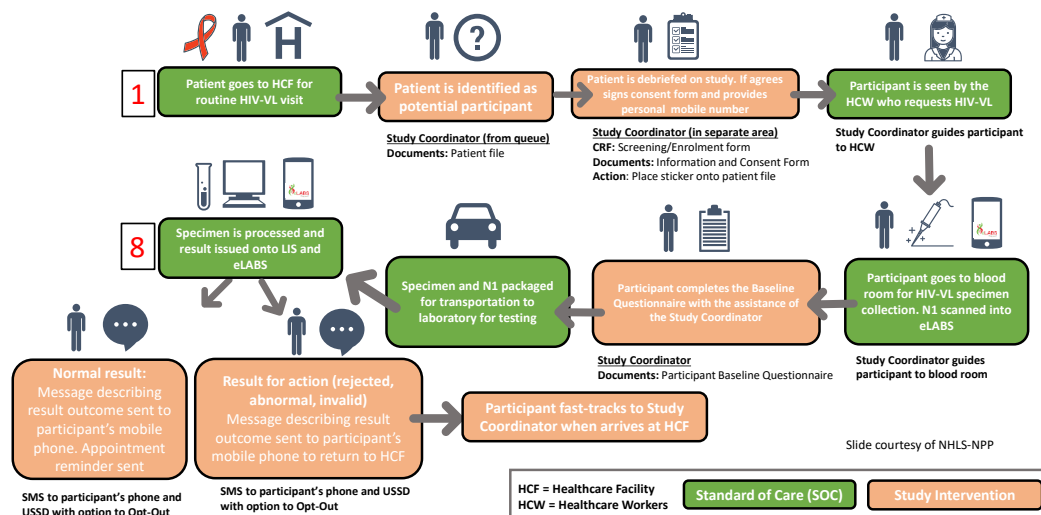 1
Patient goes to HCF for
routine HIV-VL visit
Patient is identified as
potential participant
Study Coordinator (from queue)
Documents: Patient file
Patient is debriefed on study. If agrees
signs consent form and provides
personal mobile number
Study Coordinator (in separate area)
CRF: Screening/Enrolment form
Documents: Information and Consent Form
Action: Place sticker onto patient file
Participant is seen by the
HCW who requests HIV-VL
Study Coordinator guides participant
to HCW
Participant goes to blood
room for HIV-VL specimen
collection. N1 scanned into
eLABS
Study Coordinator guides
participant to blood room
Participant completes the Baseline
Questionnaire with the assistance of
the Study Coordinator
Study Coordinator
Documents: Participant Baseline Questionnaire
Specimen and N1 packaged
for transportation to
laboratory for testing
8
Specimen is processed and
result issued onto LIS and
eLABS
Normal result:
Message describing
result outcome sent to
participant's mobile
phone. Appointment
reminder sent
SMS to participant's phone and
USSD with option to Opt-Out
Result for action (rejected,
abnormal, invalid)
Message describing result
outcome sent to participant's
mobile phone to return to HCF
SMS to participant's phone and USSD
with option to Opt-Out
Participant fast-tracks to Study
Coordinator when arrives at HCF
Slide courtesy of NHLS-NPP
HCF = Healthcare Facility
HCW = Healthcare Workers
Standard of Care (SOC)
Study Intervention